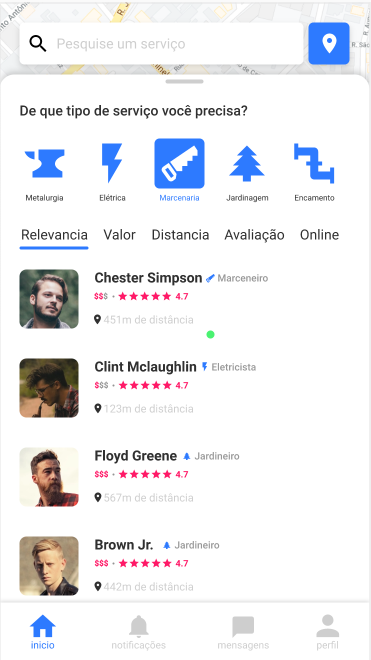 Pesquise um serviço
De que tipo de serviço você precisa?
Metalurgia Elétrica Marcenaria Jardinagem Encamento
Relevancia Valor Distancia Avaliação Online
Chester Simpson Marceneiro
$$$ • ★★★★★ 4.7
451m de distância
Clint Mclaughlin Eletricista
$$$ • ★★★★★ 4.7
123m de distância
Floyd Greene Jardineiro
$$$ • ★★★★★ 4.7
567m de distância
Brown Jr. Jardineiro
$$$ • ★★★★★ 4.7
442m de distância
inicio notificações mensagens perfil